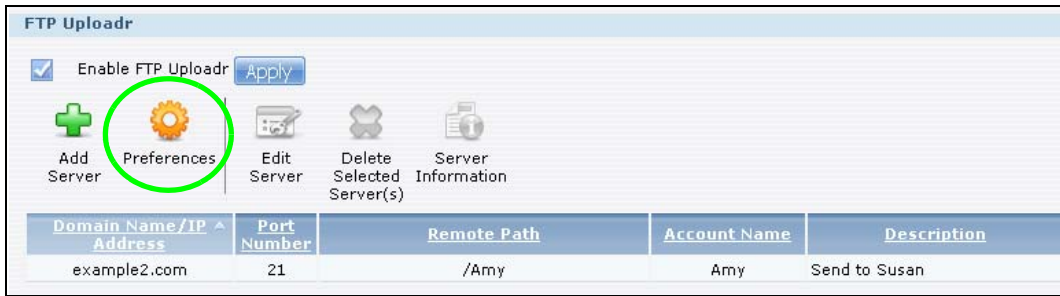 FTP Uploadr
Enable FTP Uploadr Apply
Add Server
Preferences
Edit Server
Delete Selected Server(s)
Server Information
Domain Name/IP Address Port Number Remote Path Account Name Description
example2.com 21 /Amy Amy Send to Susan